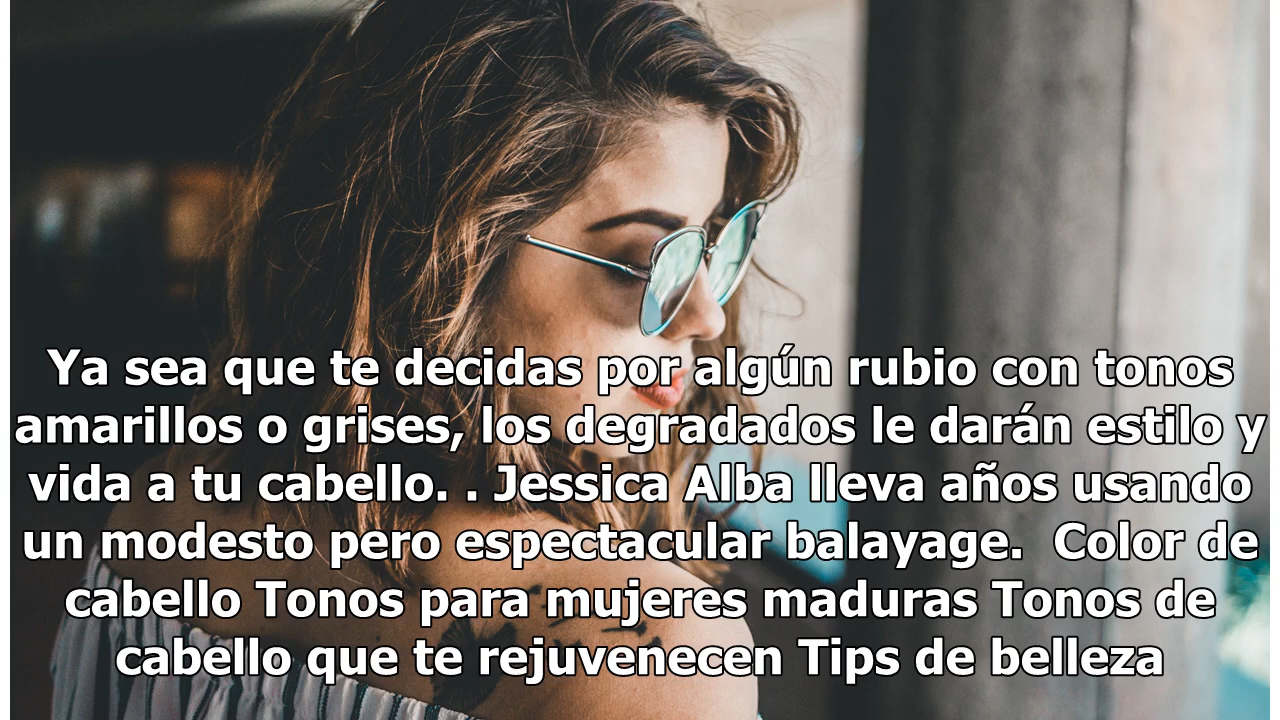 Ya sea que te decidas por algún rubio con tonos
amarillos o grises, los degradados le darán estilo y
vida a tu cabello. . Jessica Alba lleva años usando
un modesto pero espectacular balayage.  Color de
cabello Tonos para mujeres maduras Tonos de
cabello que te rejuvenecen Tips de belleza